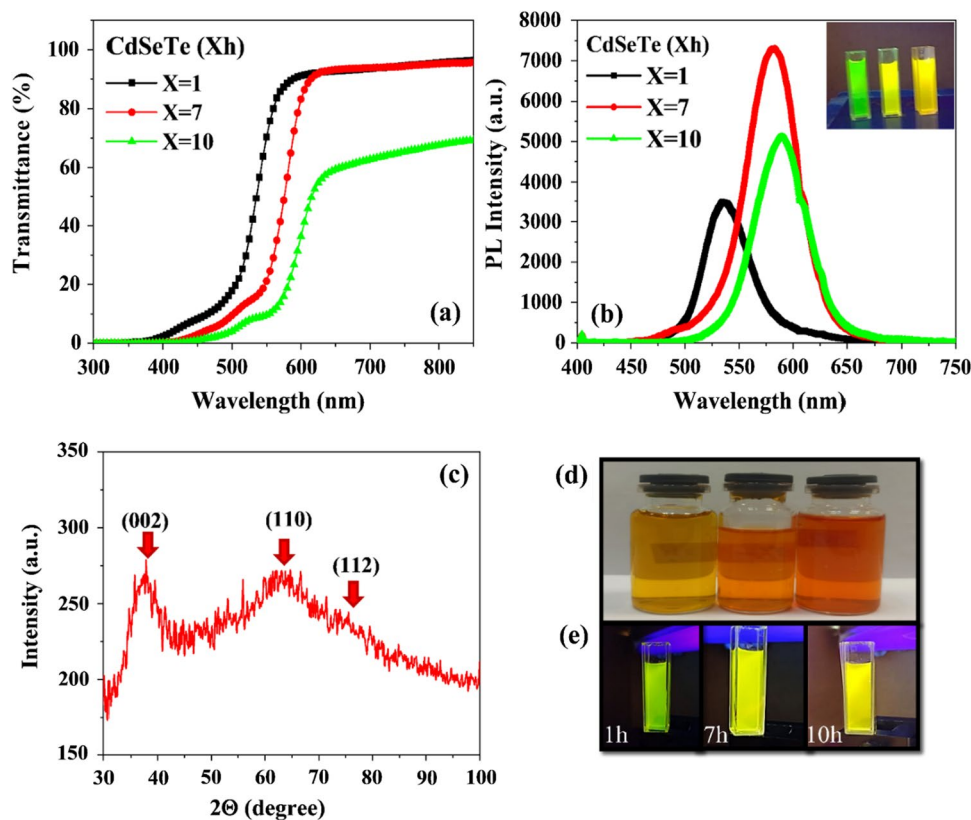 CdSeTe (Xh)
X=1
X=7
X=10
100
80
60
40
20
0
Transmittance (%)
(a)
300 400 500 600 700 800
Wavelength (nm)
CdSeTe (Xh)
X=1
X=7
X=10
8000
7000
6000
5000
4000
3000
2000
1000
0
PL Intensity (a.u.)
(b)
400 450 500 550 600 650 700 750
Wavelength (nm)
350
300
250
200
150
Intensity (a.u.)
(c)
(002)
(110)
(112)
30 40 50 60 70 80 90 100
2Θ (degree)
(d)
(e)
1h 7h 10h